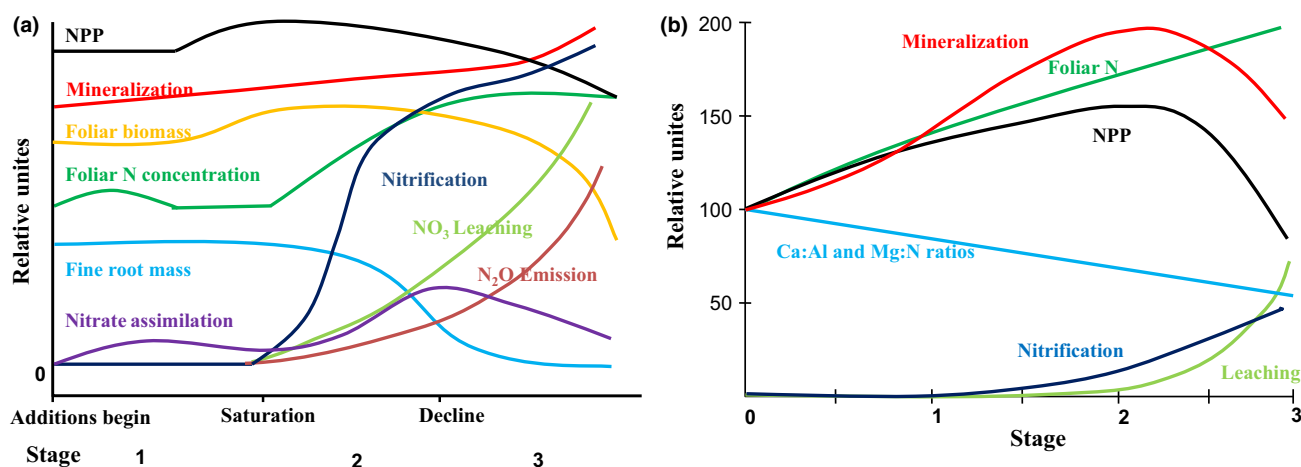 (a)
NPP
Mineralization
Foliar biomass
Foliar N concentration
Nitrification
NO3 Leaching
Fine root mass
N2O Emission
Nitrate assimilation
Relative unites
0
Additions begin Saturation Decline
Stage 1 2 3
(b)
200
Mineralization
Foliar N
150
NPP
Relative unites
100
Ca:Al and Mg:N ratios
50
Nitrification
Leaching
0 1 2 3
Stage